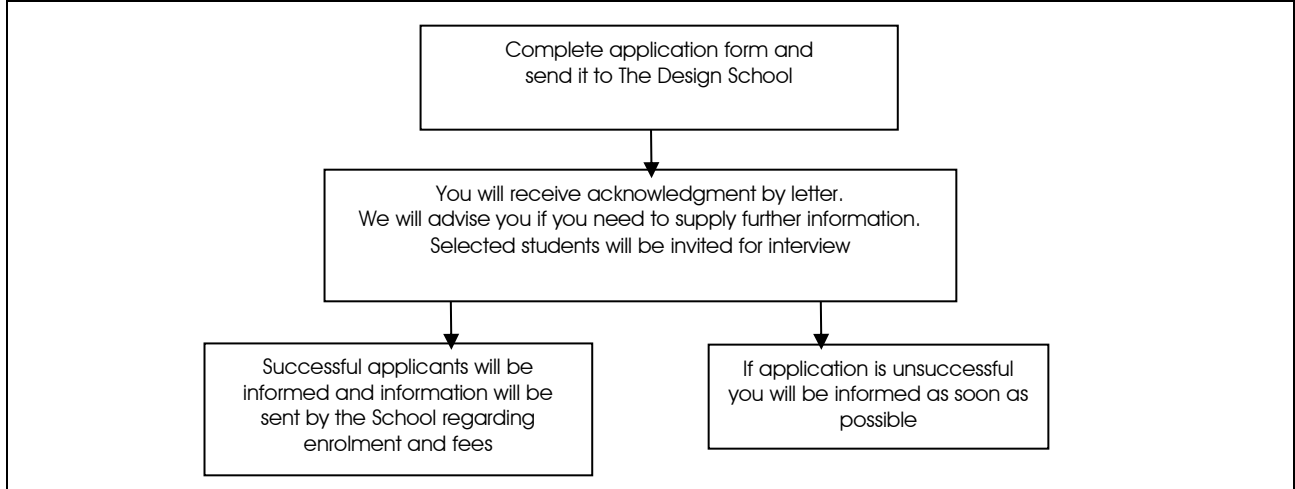 Complete application form and
send it to The Design School
You will receive acknowledgment by letter.
We will advise you if you need to supply further information.
Selected students will be invited for interview
Successful applicants will be
informed and information will be
sent by the School regarding
enrolment and fees
If application is unsuccessful
you will be informed as soon as
possible